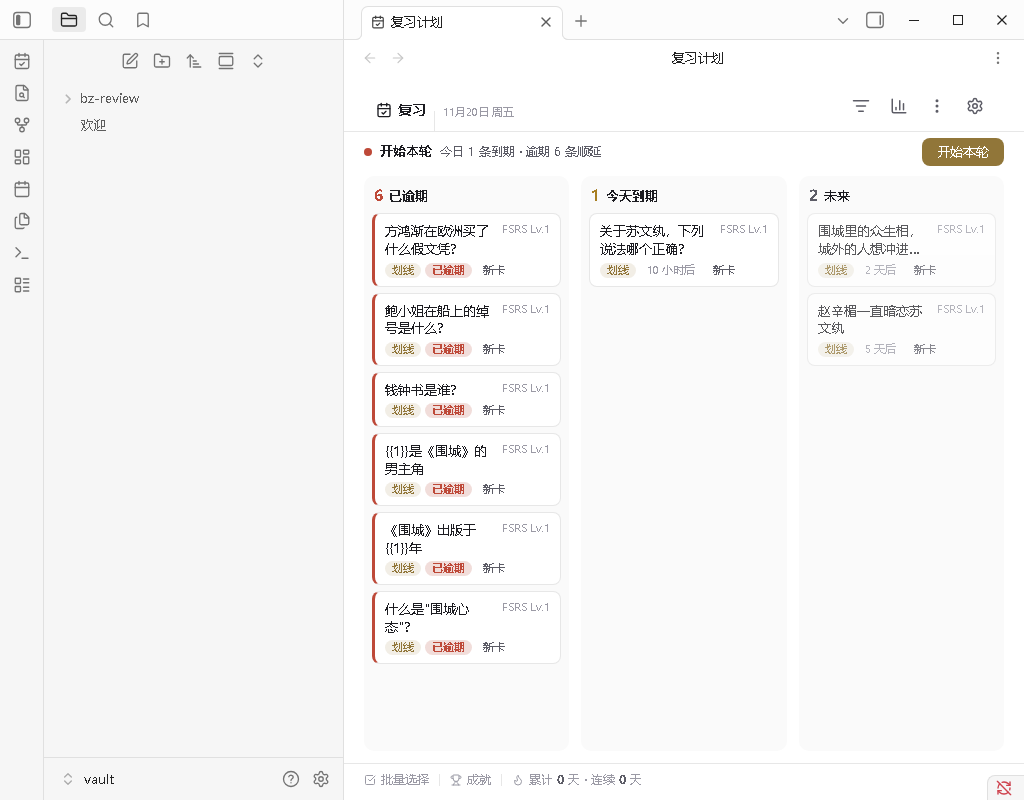 复习计划
复习计划
bz-review
欢迎
复习
11月20日 周五
开始本轮 今日 1 条到期 · 逾期 6 条顺延
开始本轮
6 已逾期
方鸿渐在欧洲买了什么假文凭?
FSRS Lv.1
划线 已逾期 新卡
鲍小姐在船上的绰号是什么?
FSRS Lv.1
划线 已逾期 新卡
钱钟书是谁?
FSRS Lv.1
划线 已逾期 新卡
{{1}}是《围城》的男主角
FSRS Lv.1
划线 已逾期 新卡
《围城》出版于{{1}}年
FSRS Lv.1
划线 已逾期 新卡
什么是"围城心态"?
FSRS Lv.1
划线 已逾期 新卡
1 今天到期
关于苏文纨，下列说法哪个正确?
FSRS Lv.1
划线 10 小时后 新卡
2 未来
围城里的众生相，城外的人想冲进...
FSRS Lv.1
划线 2 天后 新卡
赵辛楣一直暗恋苏文纨
FSRS Lv.1
划线 5 天后 新卡
vault
批量选择 成就 累计 0 天 · 连续 0 天